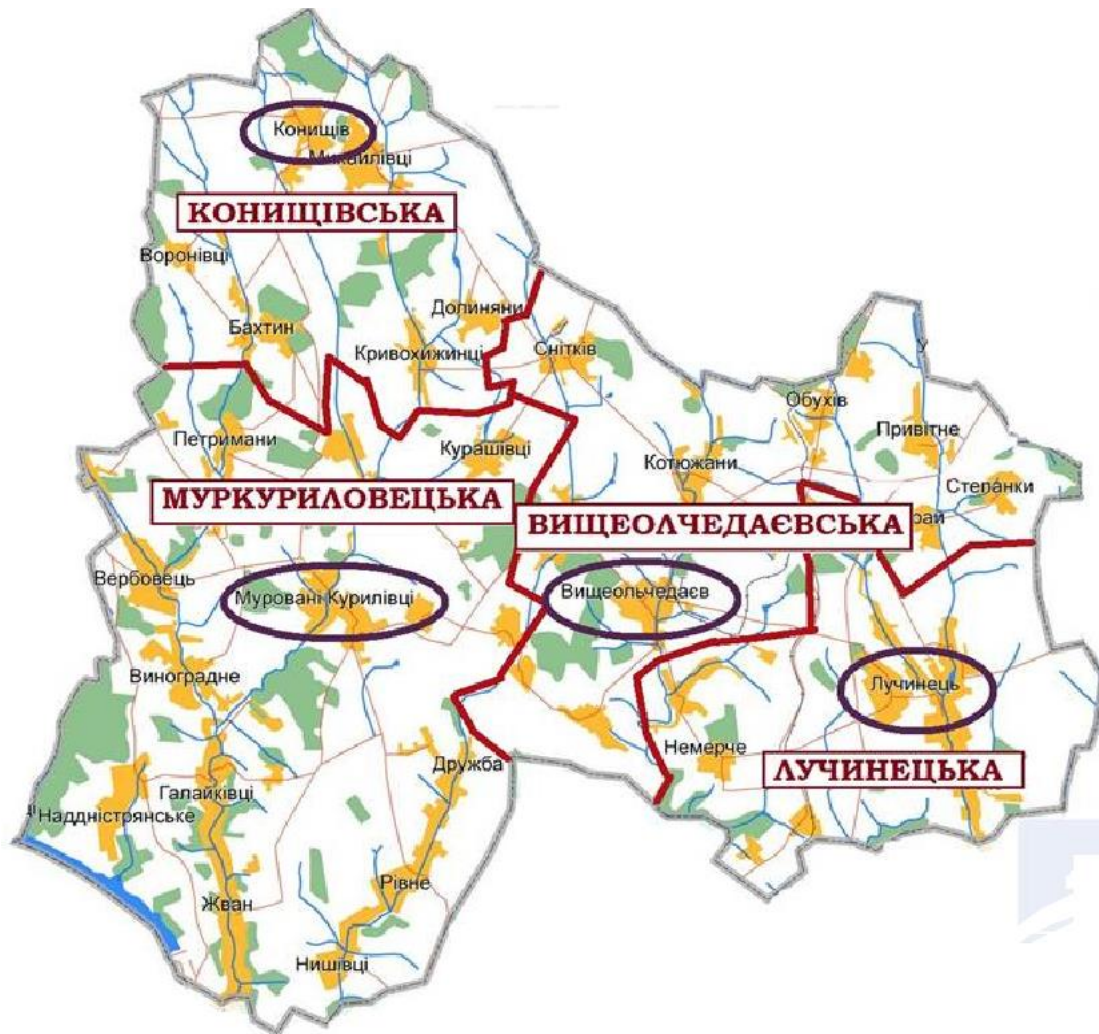 Конищів
Михайлівці
КОНИЩІВСЬКА
Воронівці
Долиняни
Бахтин
Кривохижинці
Снітків
Обухів
Петримани
Курашівці
Привітне
Котюжани
Степанки
МУРКУРИЛОВЕЦЬКА
ВИЩЕОЛЧЕДАЄВСЬКА
рай
Вербовець
Муровані Курилівці
Вищеольчедаєв
Виноградне
Лучинець
Немерче
Дружба
ЛУЧИНЕЦЬКА
Галайківці
Наддністрянське
Рівне
Жван
Нишівці